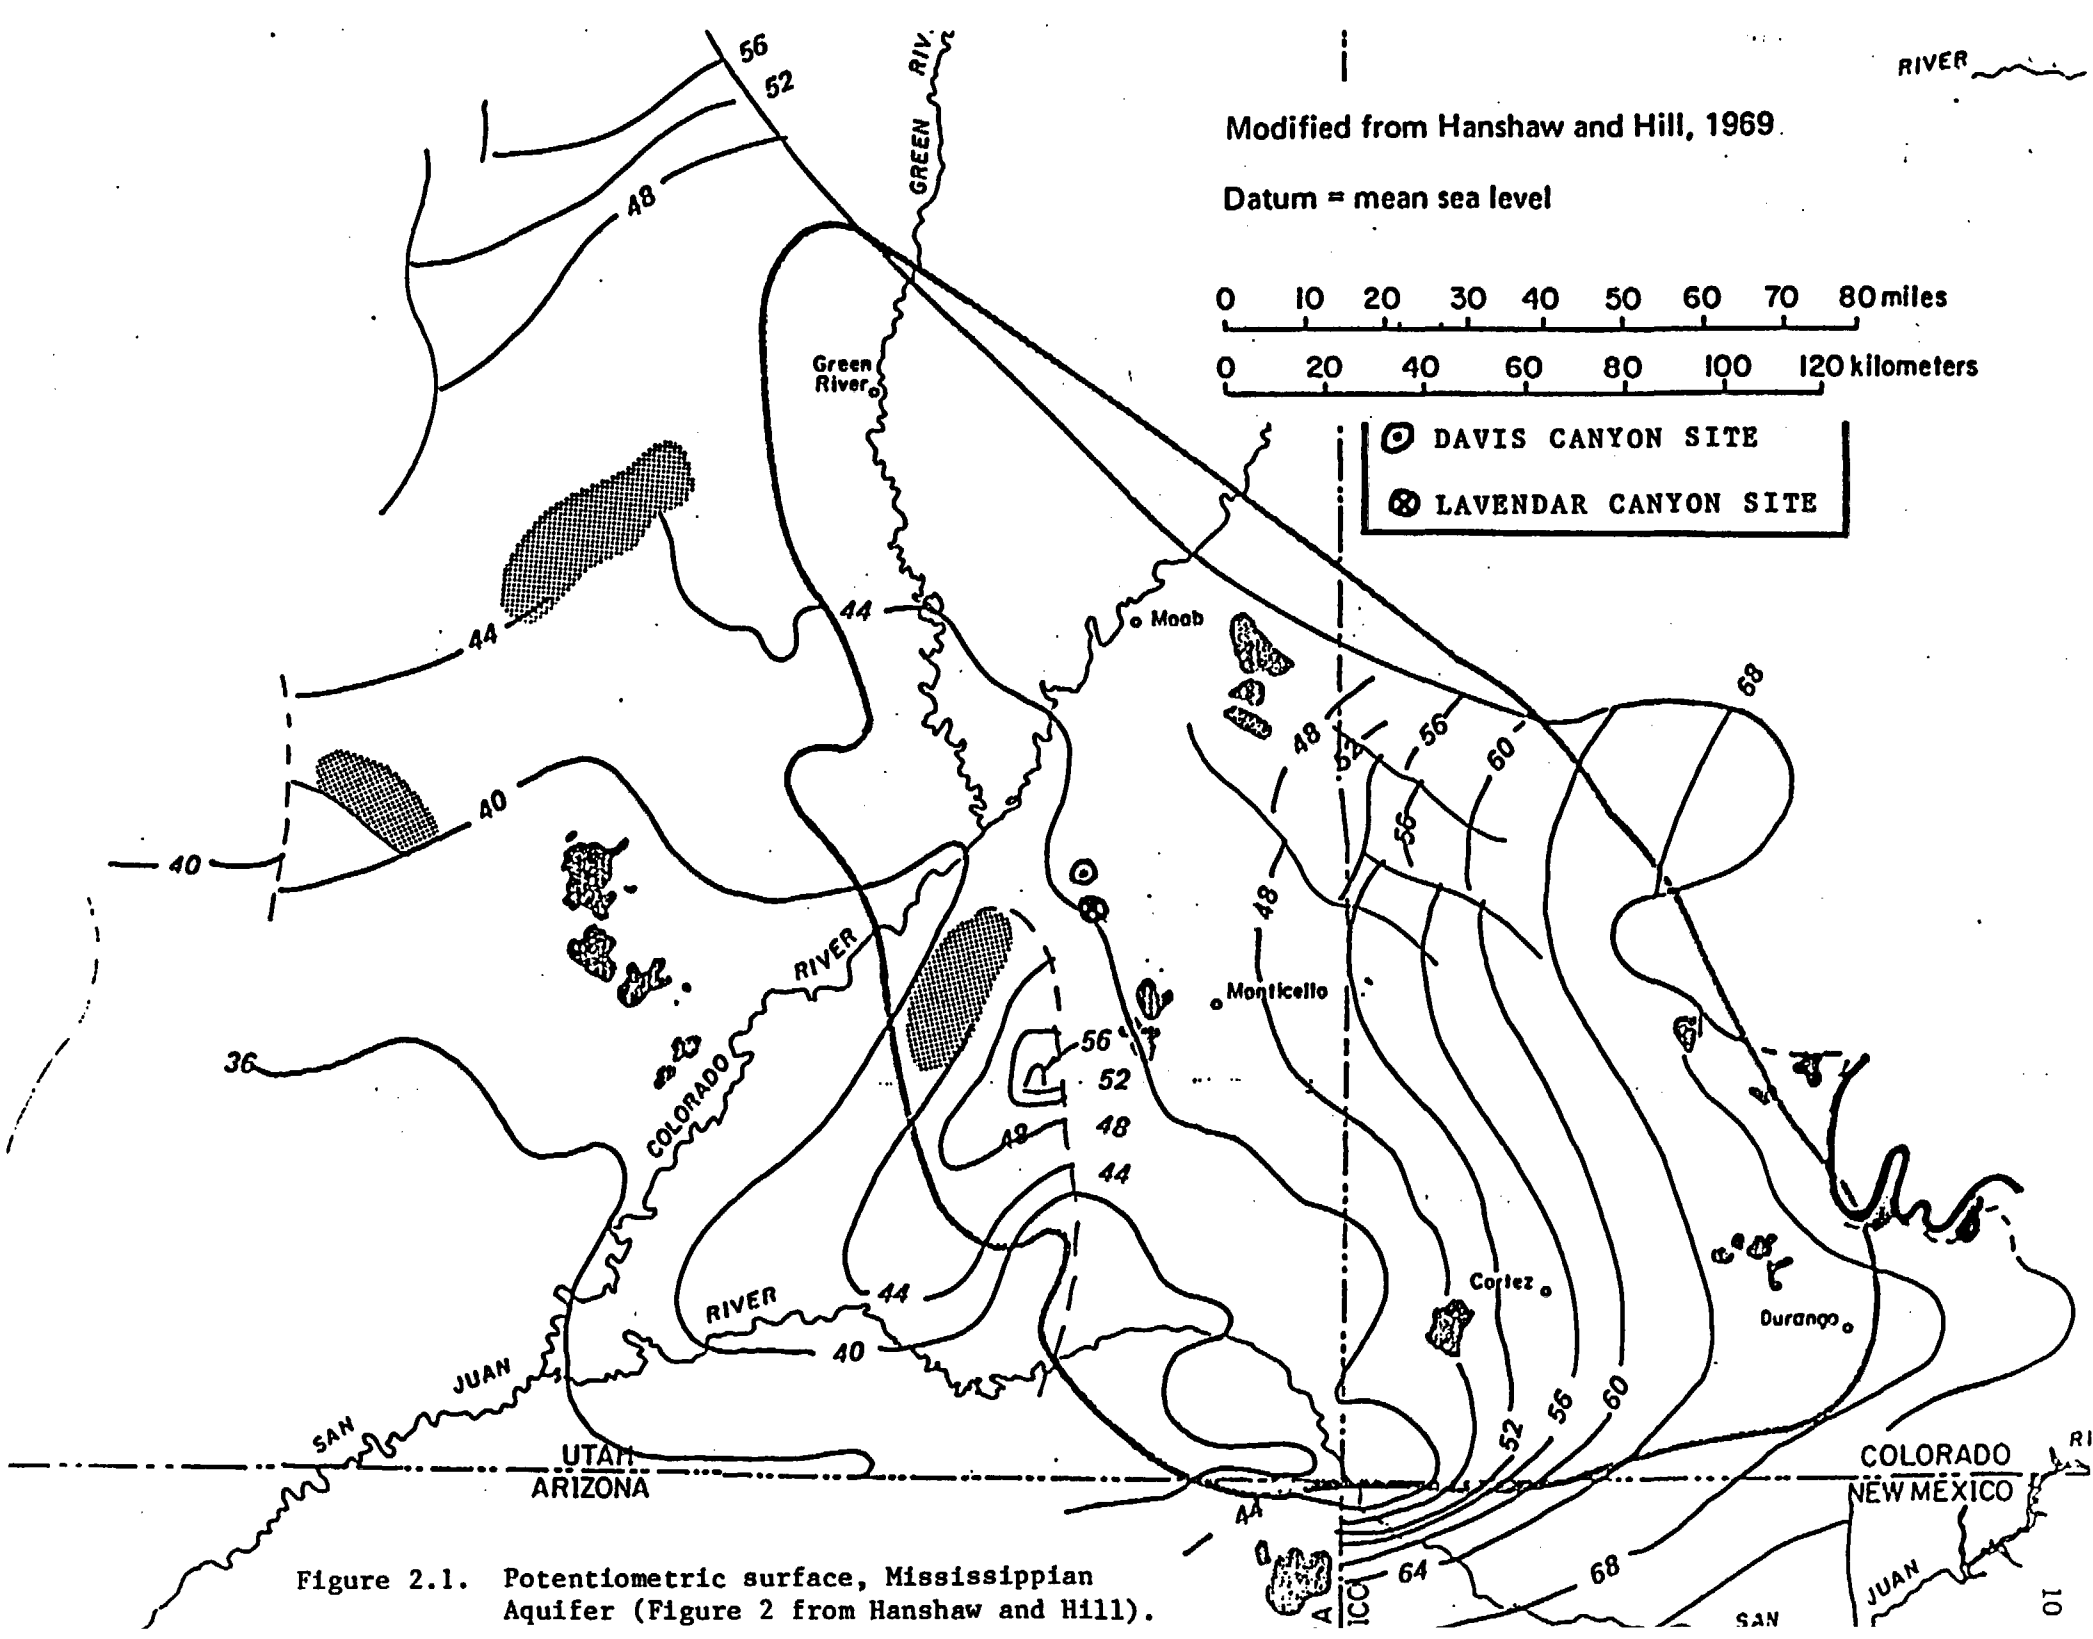 56
52
GREEN RIV.
RIVER
Modified from Hanshaw and Hill, 1969.
Datum = mean sea level
48
0 10 20 30 40 50 60 70 80 miles
0 20 40 60 80 100 120 kilometers
Green
River
DAVIS CANYON SITE
LAVENDAR CANYON SITE
44
44
Moab
68
48
52
56
60
40
56
40
48
RIVER
Monticello
36
COLORADO
56
52
48
48
44
Cortez
Durango
44
RIVER
40
JUAN
SAN
52
56
60
UTAH
ARIZONA
COLORADO
NEW MEXICO
RI
44
64
68
JUAN
SAN
A
ICO
10
Figure 2.1. Potentiometric surface, Mississippian
Aquifer (Figure 2 from Hanshaw and Hill).